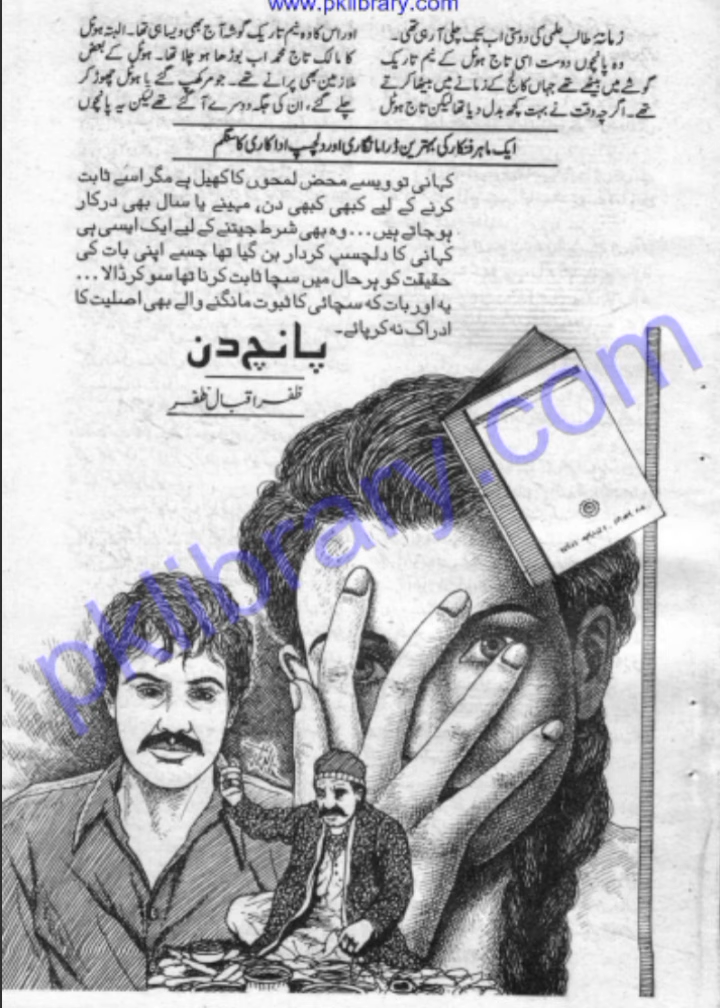 www.pklibrary.com
زمانۂ طالب علمی کی دوستی اب تک چلی آرہی تھی۔
وہ پانچوں دوست اسی تاج ہوٹل کے نیم تاریک
گوشے میں بیٹھے تھے جہاں کالج کے زمانے میں بیٹھا کرتے
تھے۔ اگرچہ وقت نے بہت کچھ بدل دیا تھا لیکن تاج ہوٹل
اور اس کا وہ نیم تاریک گوشہ آج بھی ویسا ہی تھا۔ البتہ ہوٹل
کا مالک تاج محمد اب بوڑھا ہو چلا تھا۔ ہوٹل کے بعض
ملازمین بھی پرانے تھے۔ جو مر کھپ گئے یا ہوٹل چھوڑ کر
چلے گئے، ان کی جگہ دوسرے آگئے تھے لیکن یہ پانچوں
ایک ماہر فنکار کی بہترین ڈراما نگاری اور دلچسپ اداکاری کا سنگم
کہانی تو ویسے محض لمحوں کا کھیل ہے مگر اسے ثابت
کرنے کے لیے کبھی کبھی دن، مہینے یا سال بھی درکار
ہوجاتے ہیں... وہ بھی شرط جیتنے کے لیے ایک ایسی ہی
کہانی کا دلچسپ کردار بن گیا تھا جسے اپنی بات کی
حقیقت کو ہر حال میں سچا ثابت کرنا تھا سو کر ڈالا...
یہ اور بات کہ سچائی کا ثبوت مانگنے والے بھی اصلیت کا
ادراک نہ کرپائے۔
پانچ دن
ظفر اقبال ظفر
pklibrary.com